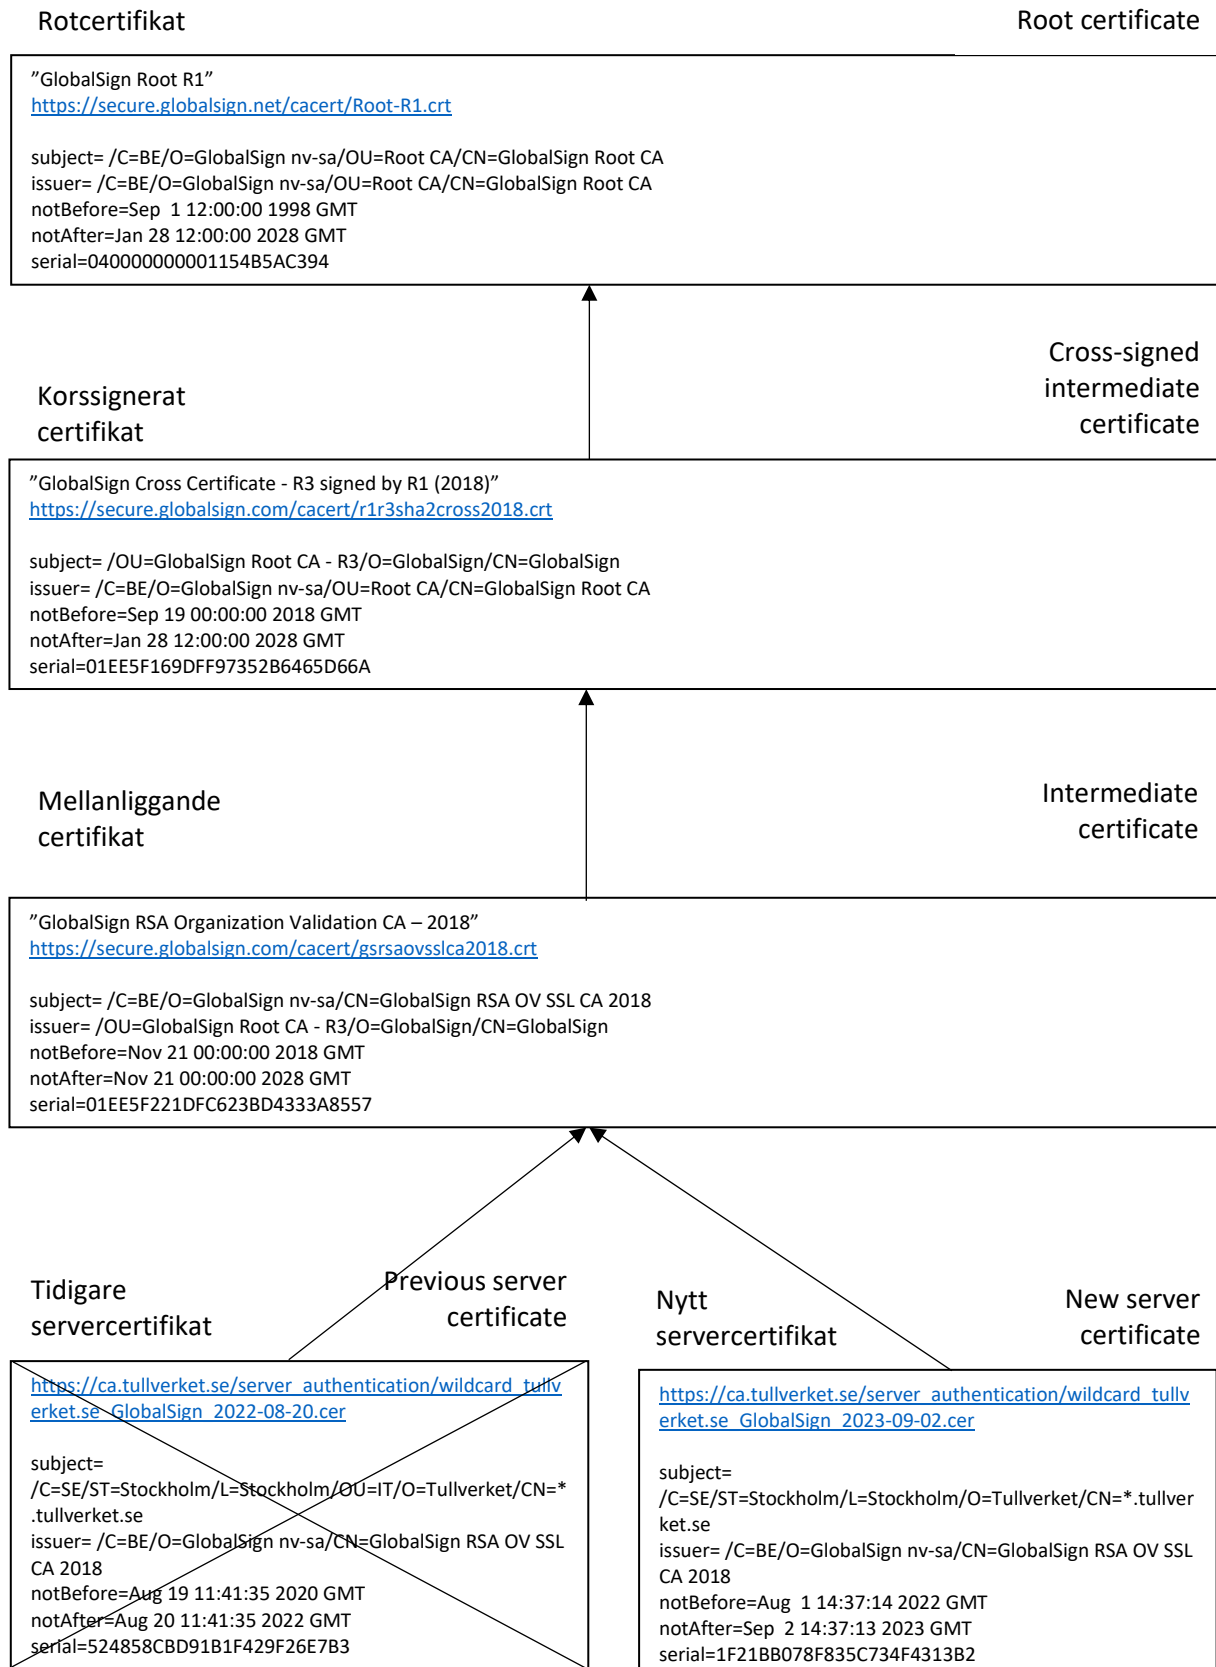 Rotcertifikat
Root certificate
”GlobalSign Root R1”
https://secure.globalsign.net/cacert/Root-R1.crt
subject= /C=BE/O=GlobalSign nv-sa/OU=Root CA/CN=GlobalSign Root CA
issuer= /C=BE/O=GlobalSign nv-sa/OU=Root CA/CN=GlobalSign Root CA
notBefore=Sep  1 12:00:00 1998 GMT
notAfter=Jan 28 12:00:00 2028 GMT
serial=040000000001154B5AC394
Korssignerat
certifikat
Cross-signed
intermediate
certificate
”GlobalSign Cross Certificate - R3 signed by R1 (2018)”
https://secure.globalsign.com/cacert/r1r3sha2cross2018.crt
subject= /OU=GlobalSign Root CA - R3/O=GlobalSign/CN=GlobalSign
issuer= /C=BE/O=GlobalSign nv-sa/OU=Root CA/CN=GlobalSign Root CA
notBefore=Sep 19 00:00:00 2018 GMT
notAfter=Jan 28 12:00:00 2028 GMT
serial=01EE5F169DFF97352B6465D66A
Mellanliggande
certifikat
Intermediate
certificate
”GlobalSign RSA Organization Validation CA – 2018”
https://secure.globalsign.com/cacert/gsrsaovsslca2018.crt
subject= /C=BE/O=GlobalSign nv-sa/CN=GlobalSign RSA OV SSL CA 2018
issuer= /OU=GlobalSign Root CA - R3/O=GlobalSign/CN=GlobalSign
notBefore=Nov 21 00:00:00 2018 GMT
notAfter=Nov 21 00:00:00 2028 GMT
serial=01EE5F221DFC623BD4333A8557
Tidigare
servercertifikat
Previous server
certificate
https://ca.tullverket.se/server_authentication/wildcard_tullv
erket.se_GlobalSign_2022-08-20.cer
subject=
/C=SE/ST=Stockholm/L=Stockholm/OU=IT/O=Tullverket/CN=*
.tullverket.se
issuer= /C=BE/O=GlobalSign nv-sa/CN=GlobalSign RSA OV SSL
CA 2018
notBefore=Aug 19 11:41:35 2020 GMT
notAfter=Aug 20 11:41:35 2022 GMT
serial=524858CBD91B1F429F26E7B3
Nytt
servercertifikat
New server
certificate
https://ca.tullverket.se/server_authentication/wildcard_tullv
erket.se_GlobalSign_2023-09-02.cer
subject=
/C=SE/ST=Stockholm/L=Stockholm/O=Tullverket/CN=*.tullver
ket.se
issuer= /C=BE/O=GlobalSign nv-sa/CN=GlobalSign RSA OV SSL
CA 2018
notBefore=Aug  1 14:37:14 2022 GMT
notAfter=Sep  2 14:37:13 2023 GMT
serial=1F21BB078F835C734F4313B2